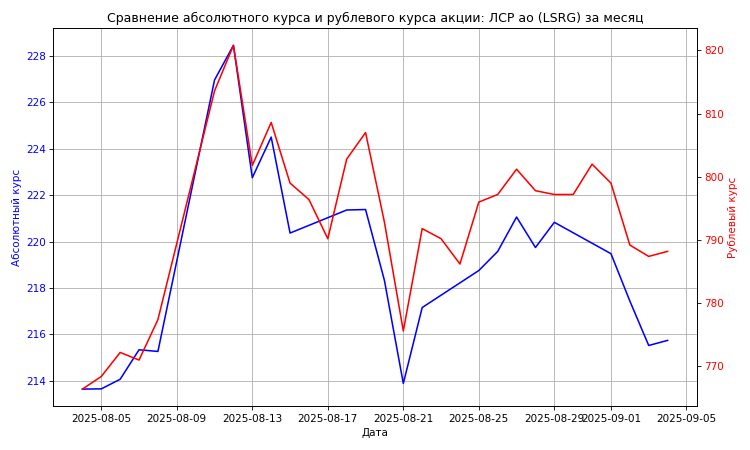 Сравнение абсолютного курса и рублевого курса акции: ЛСР ао (LSRG) за месяц
Абсолютный курс
228
226
224
222
220
218
216
214
820
810
800
790
780
770
Рублевый курс
2025-08-05 2025-08-09 2025-08-13 2025-08-17 2025-08-21 2025-08-25 2025-08-29 2025-09-01 2025-09-05
Дата